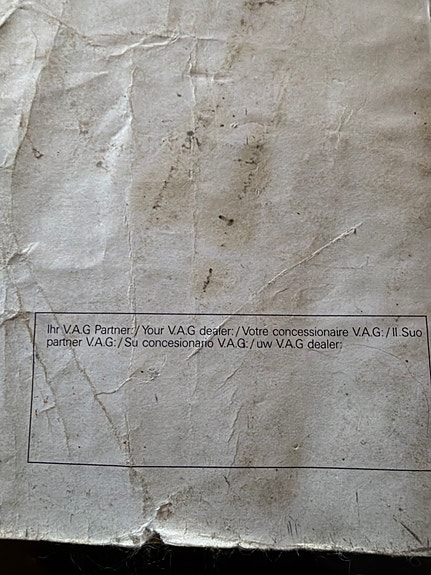 Ihr V.A.G Partner:/Your V.A.G dealer:/Votre concessionaire V.A.G:/Il Suo
partner V.A.G:/Su concesionario V.A.G:/uw V.A.G dealer: